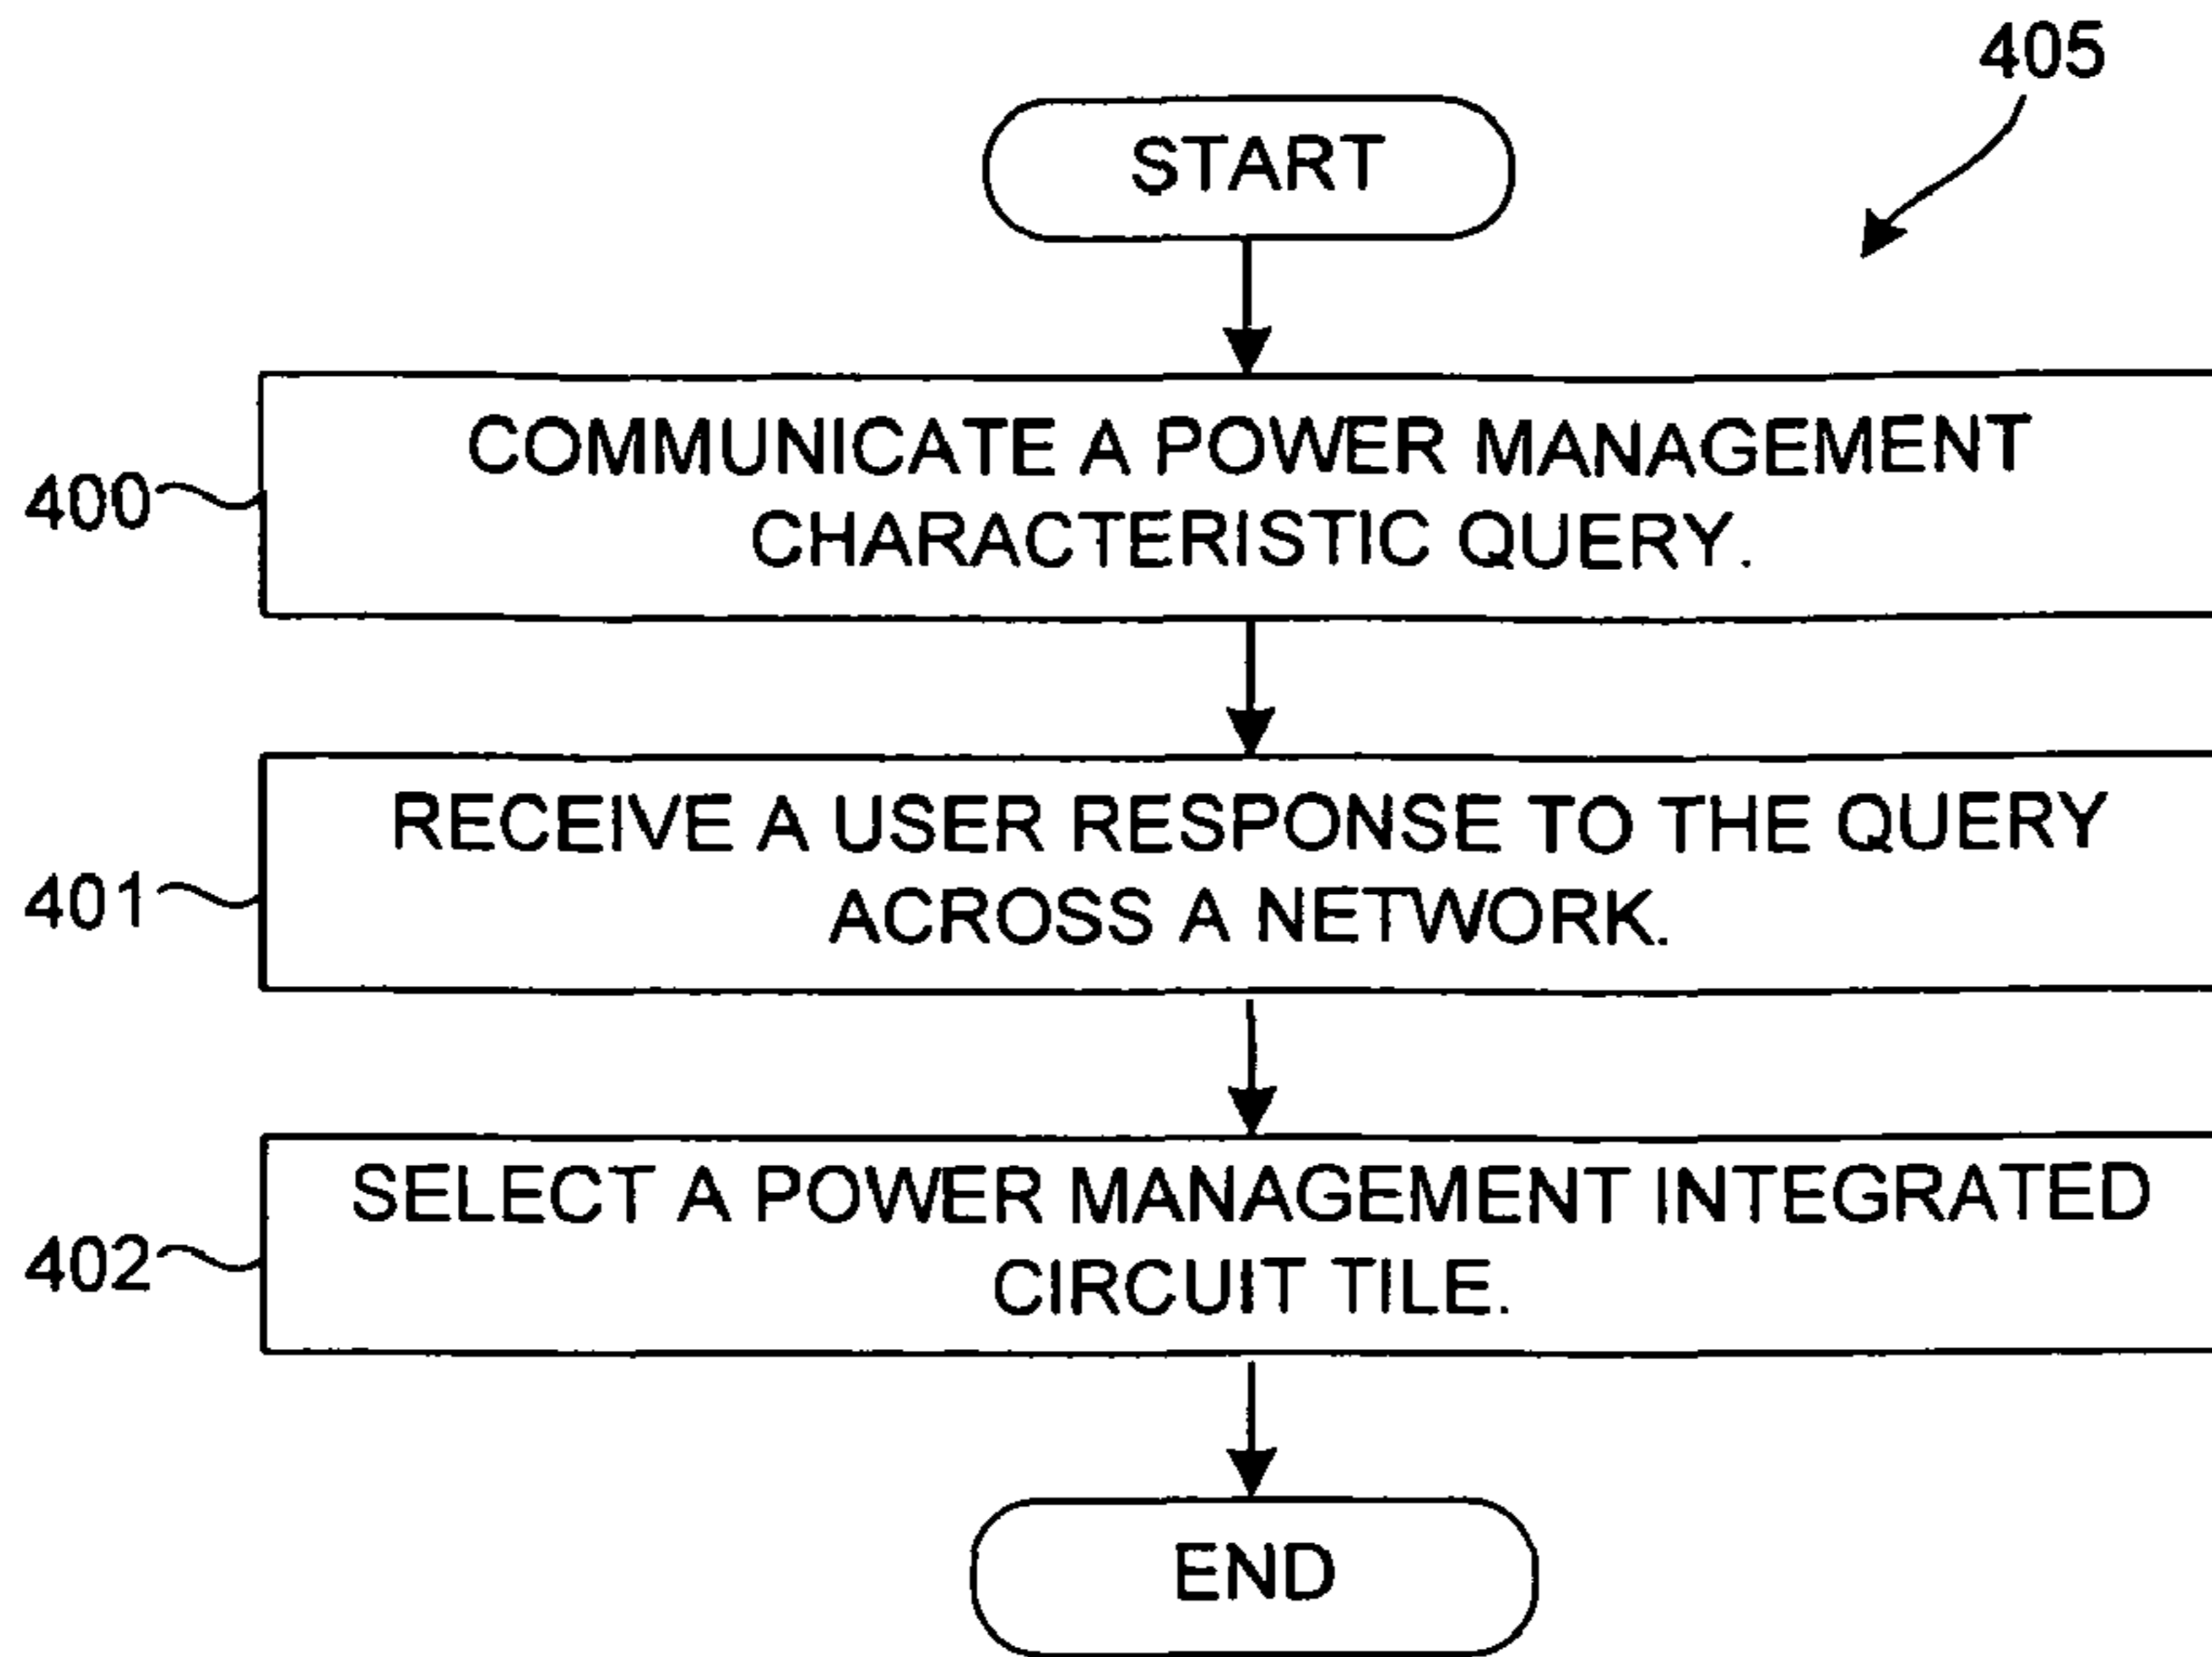 405
START
COMMUNICATE A POWER MANAGEMENT
CHARACTERISTIC QUERY.
400
RECEIVE A USER RESPONSE TO THE QUERY
ACROSS A NETWORK.
401
SELECT A POWER MANAGEMENT INTEGRATED
CIRCUIT TILE.
402
END